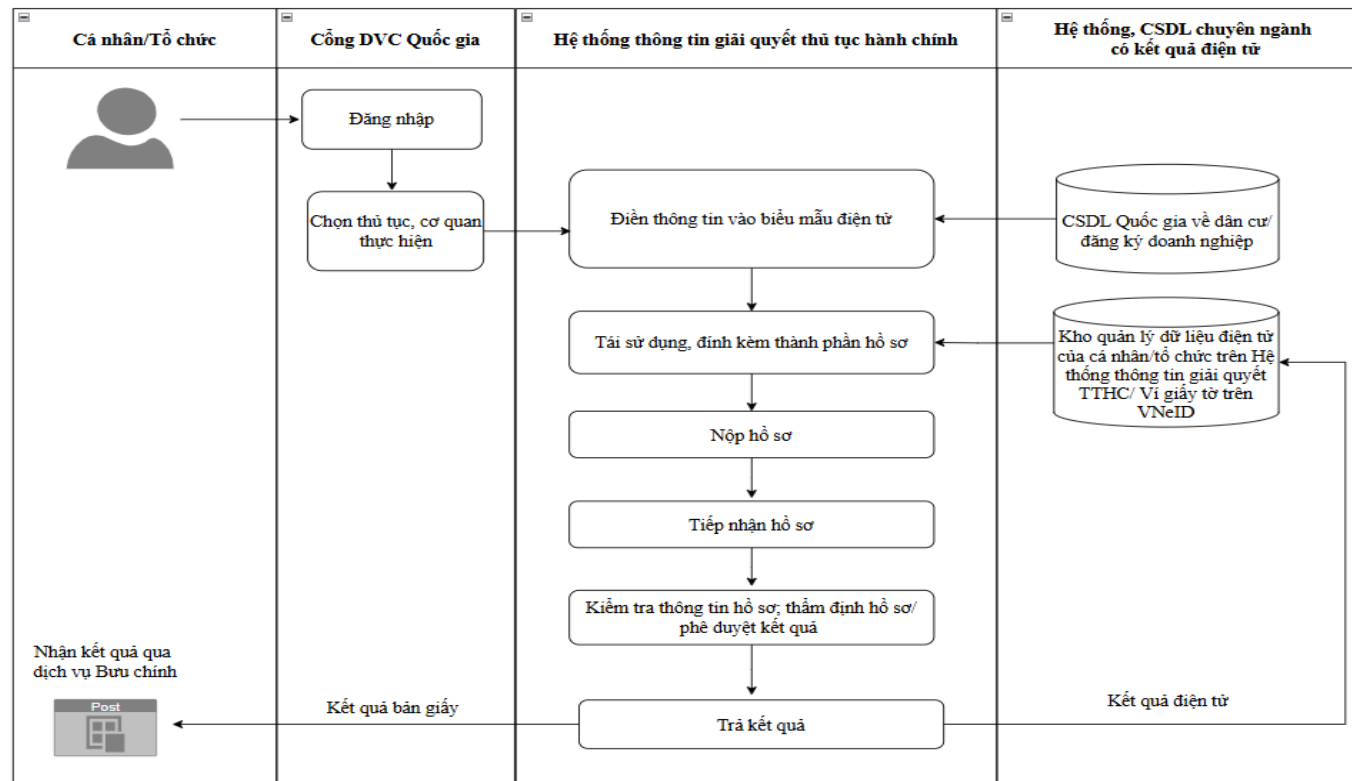 Cá nhân/Tổ chức
Cổng DVC Quốc gia
Hệ thống thông tin giải quyết thủ tục hành chính
Hệ thống, CSDL chuyên ngành
có kết quả điện tử
Đăng nhập
Chọn thủ tục, cơ quan
thực hiện
Điền thông tin vào biểu mẫu điện tử
CSDL Quốc gia về dân cư/
đăng ký doanh nghiệp
Tái sử dụng, đính kèm thành phần hồ sơ
Kho quản lý dữ liệu điện tử
của cá nhân/tổ chức trên Hệ
thống thông tin giải quyết
TTHC/ Ví giấy tờ trên
VNeID
Nộp hồ sơ
Tiếp nhận hồ sơ
Kiểm tra thông tin hồ sơ; thẩm định hồ sơ/
phê duyệt kết quả
Nhận kết quả qua
dịch vụ Bưu chính
Post
Kết quả bản giấy
Trả kết quả
Kết quả điện tử